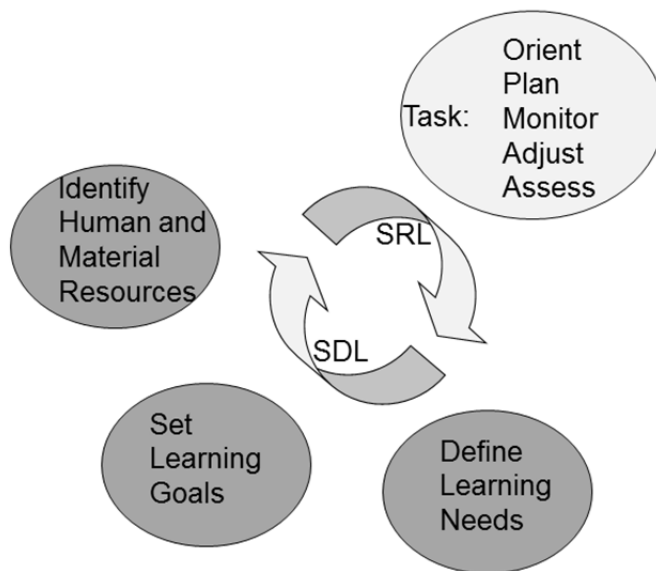 Orient
Plan
Task: Monitor
Adjust
Assess
Identify
Human and
Material
Resources
SRL
SDL
Set
Learning
Goals
Define
Learning
Needs